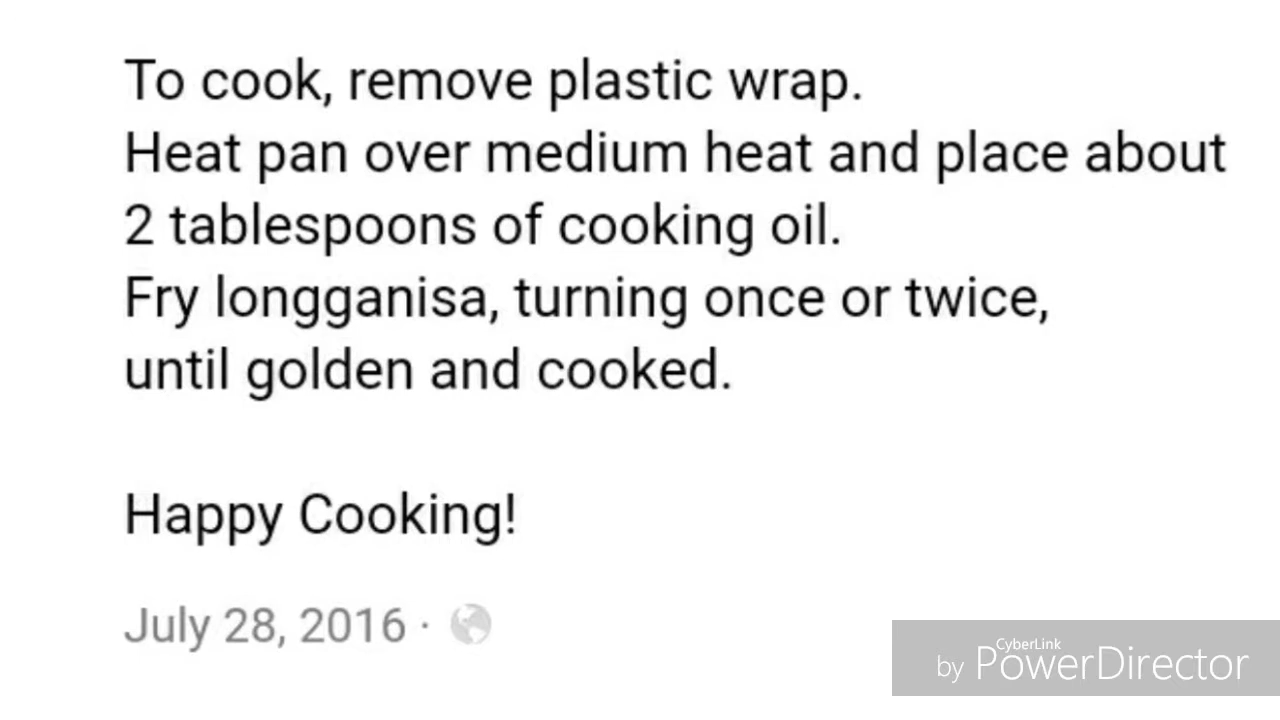 To cook, remove plastic wrap.
Heat pan over medium heat and place about
2 tablespoons of cooking oil.
Fry longganisa, turning once or twice,
until golden and cooked.
Happy Cooking!
July 28, 2016 ·
CyberLink
by PowerDirector